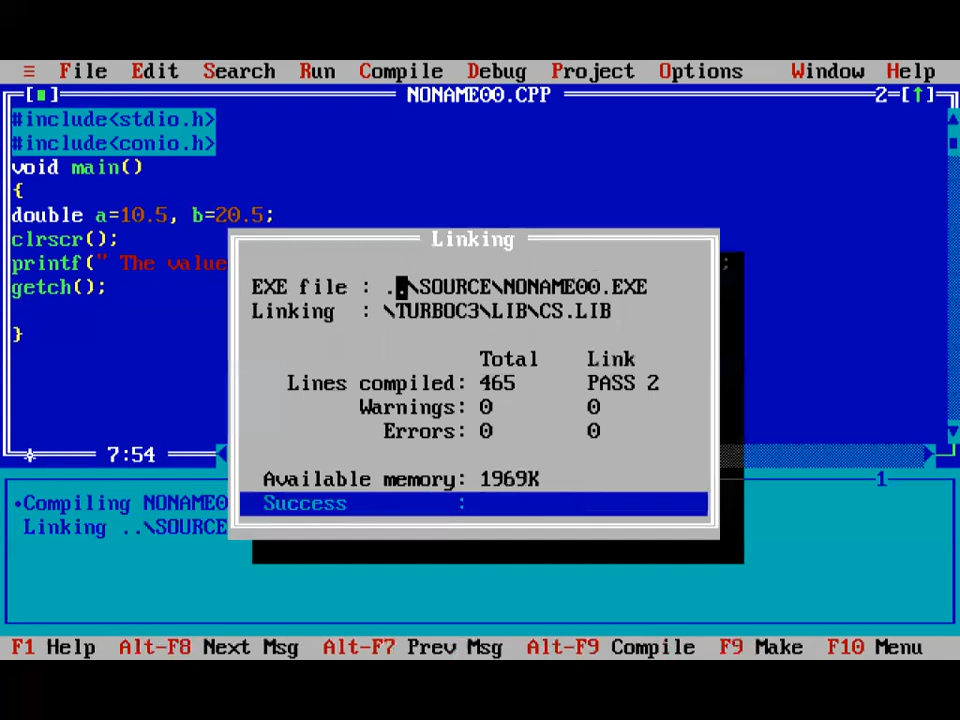 ≡ File Edit Search Run Compile Debug Project Options Window Help
[■] NONAME00.CPP 2=[↑]
#include<stdio.h>
#include<conio.h>
void main()
{
double a=10.5, b=20.5;
clrscr();
printf(" The value ;
getch();
}
7:54
Linking
EXE file : ..\SOURCE\NONAME00.EXE
Linking : \TURBOC3\LIB\CS.LIB
Total Link
Lines compiled: 465 PASS 2
Warnings: 0 0
Errors: 0 0
Available memory: 1969K
Success :
1
•Compiling NONAME0
Linking ..\SOURCE
F1 Help Alt-F8 Next Msg Alt-F7 Prev Msg Alt-F9 Compile F9 Make F10 Menu